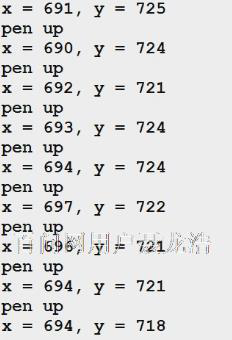 x = 691, y = 725
pen up
x = 690, y = 724
pen up
x = 692, y = 721
pen up
x = 693, y = 724
pen up
x = 694, y = 724
pen up
x = 697, y = 722
pen up
x = 696, y = 721
pen up
x = 694, y = 721
pen up
x = 694, y = 718